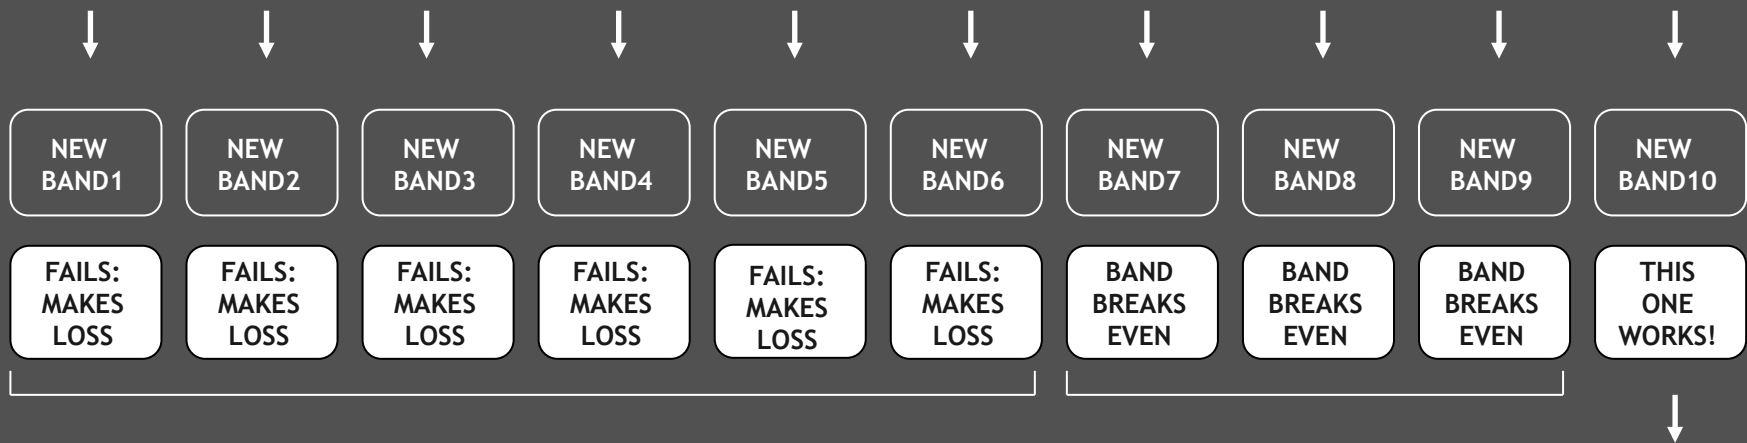 NEW
BAND1
NEW
BAND2
NEW
BAND3
NEW
BAND4
NEW
BAND5
NEW
BAND6
NEW
BAND7
NEW
BAND8
NEW
BAND9
NEW
BAND10
FAILS:
MAKES
LOSS
FAILS:
MAKES
LOSS
FAILS:
MAKES
LOSS
FAILS:
MAKES
LOSS
FAILS:
MAKES
LOSS
FAILS:
MAKES
LOSS
BAND
BREAKS
EVEN
BAND
BREAKS
EVEN
BAND
BREAKS
EVEN
THIS
ONE
WORKS!